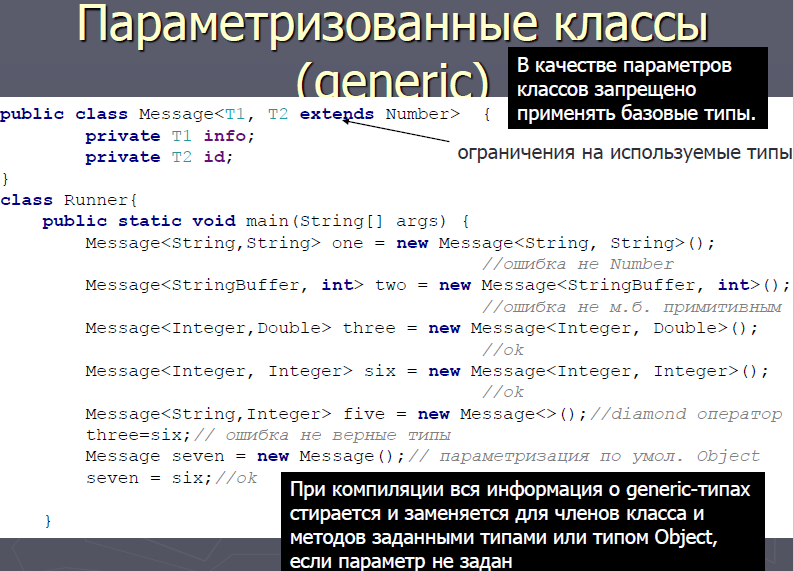 Параметризованные классы
(generic)
В качестве параметров
классов запрещено
применять базовые типы.
public class Message<T1, T2 extends Number>  {
        private T1 info;
        private T2 id;
ограничения на используемые типы
}
class Runner{
    public static void main(String[] args) {
        Message<String,String> one = new Message<String, String>();
                                              //ошибка не Number
        Message<StringBuffer, int> two = new Message<StringBuffer, int>();
                                              //ошибка не м.б. примитивным
        Message<Integer,Double> three = new Message<Integer, Double>();
                                              //ok
        Message<Integer, Integer> six = new Message<Integer, Integer>();
                                              //ok
        Message<String,Integer> five = new Message<>();//diamond оператор
        three=six;// ошибка не верные типы
        Message seven = new Message();// параметризация по умол. Object
        seven = six;//ok
    }
При компиляции вся информация о generic-типах
стирается и заменяется для членов класса и
методов заданными типами или типом Object,
если параметр не задан